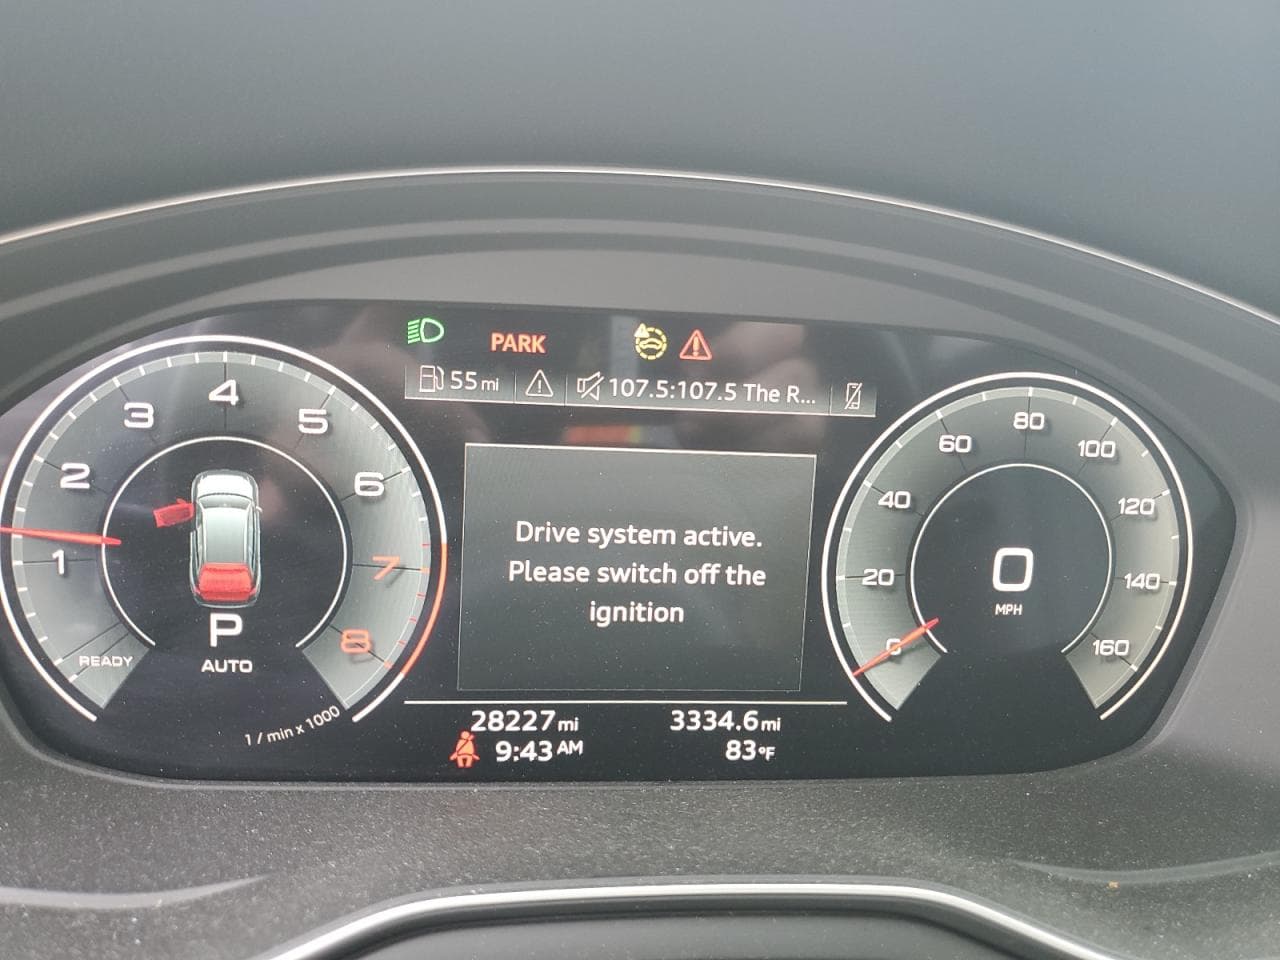 PARK
55 mi
107.5:107.5 The R...
1
2
3
4
5
6
7
8
READY
P
AUTO
1 / min x 1000
Drive system active.
Please switch off the
ignition
28227 mi
3334.6 mi
9:43 AM
83°F
0
20
40
60
80
100
120
140
160
0
MPH